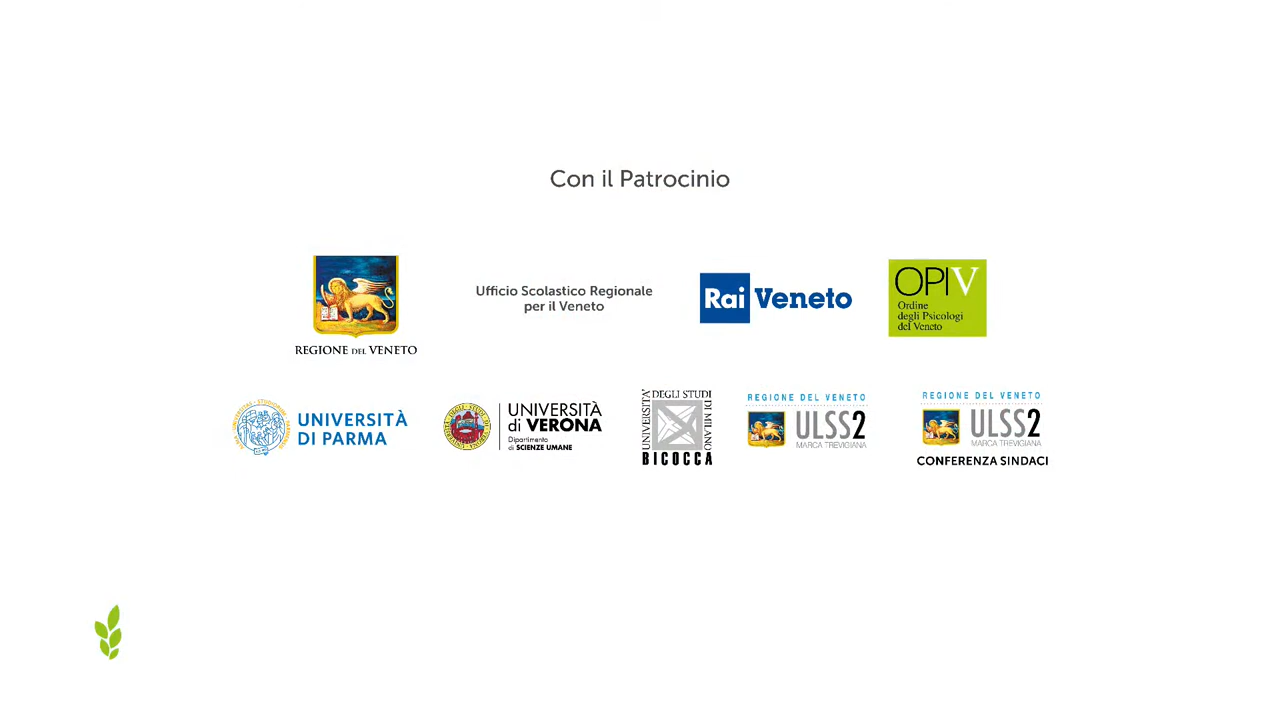 Con il Patrocinio
REGIONE DEL VENETO
Ufficio Scolastico Regionale
per il Veneto
Rai Veneto
OPIV
Ordine
degli Psicologi
del Veneto
UNIVERSITÀ
DI PARMA
UNIVERSITÀ
di VERONA
Dipartimento
di SCIENZE UMANE
UNIVERSITÀ
DEGLI STUDI
DI MILANO
BICOCCA
REGIONE DEL VENETO
ULSS2
MARCA TREVIGIANA
REGIONE DEL VENETO
ULSS2
MARCA TREVIGIANA
CONFERENZA SINDACI